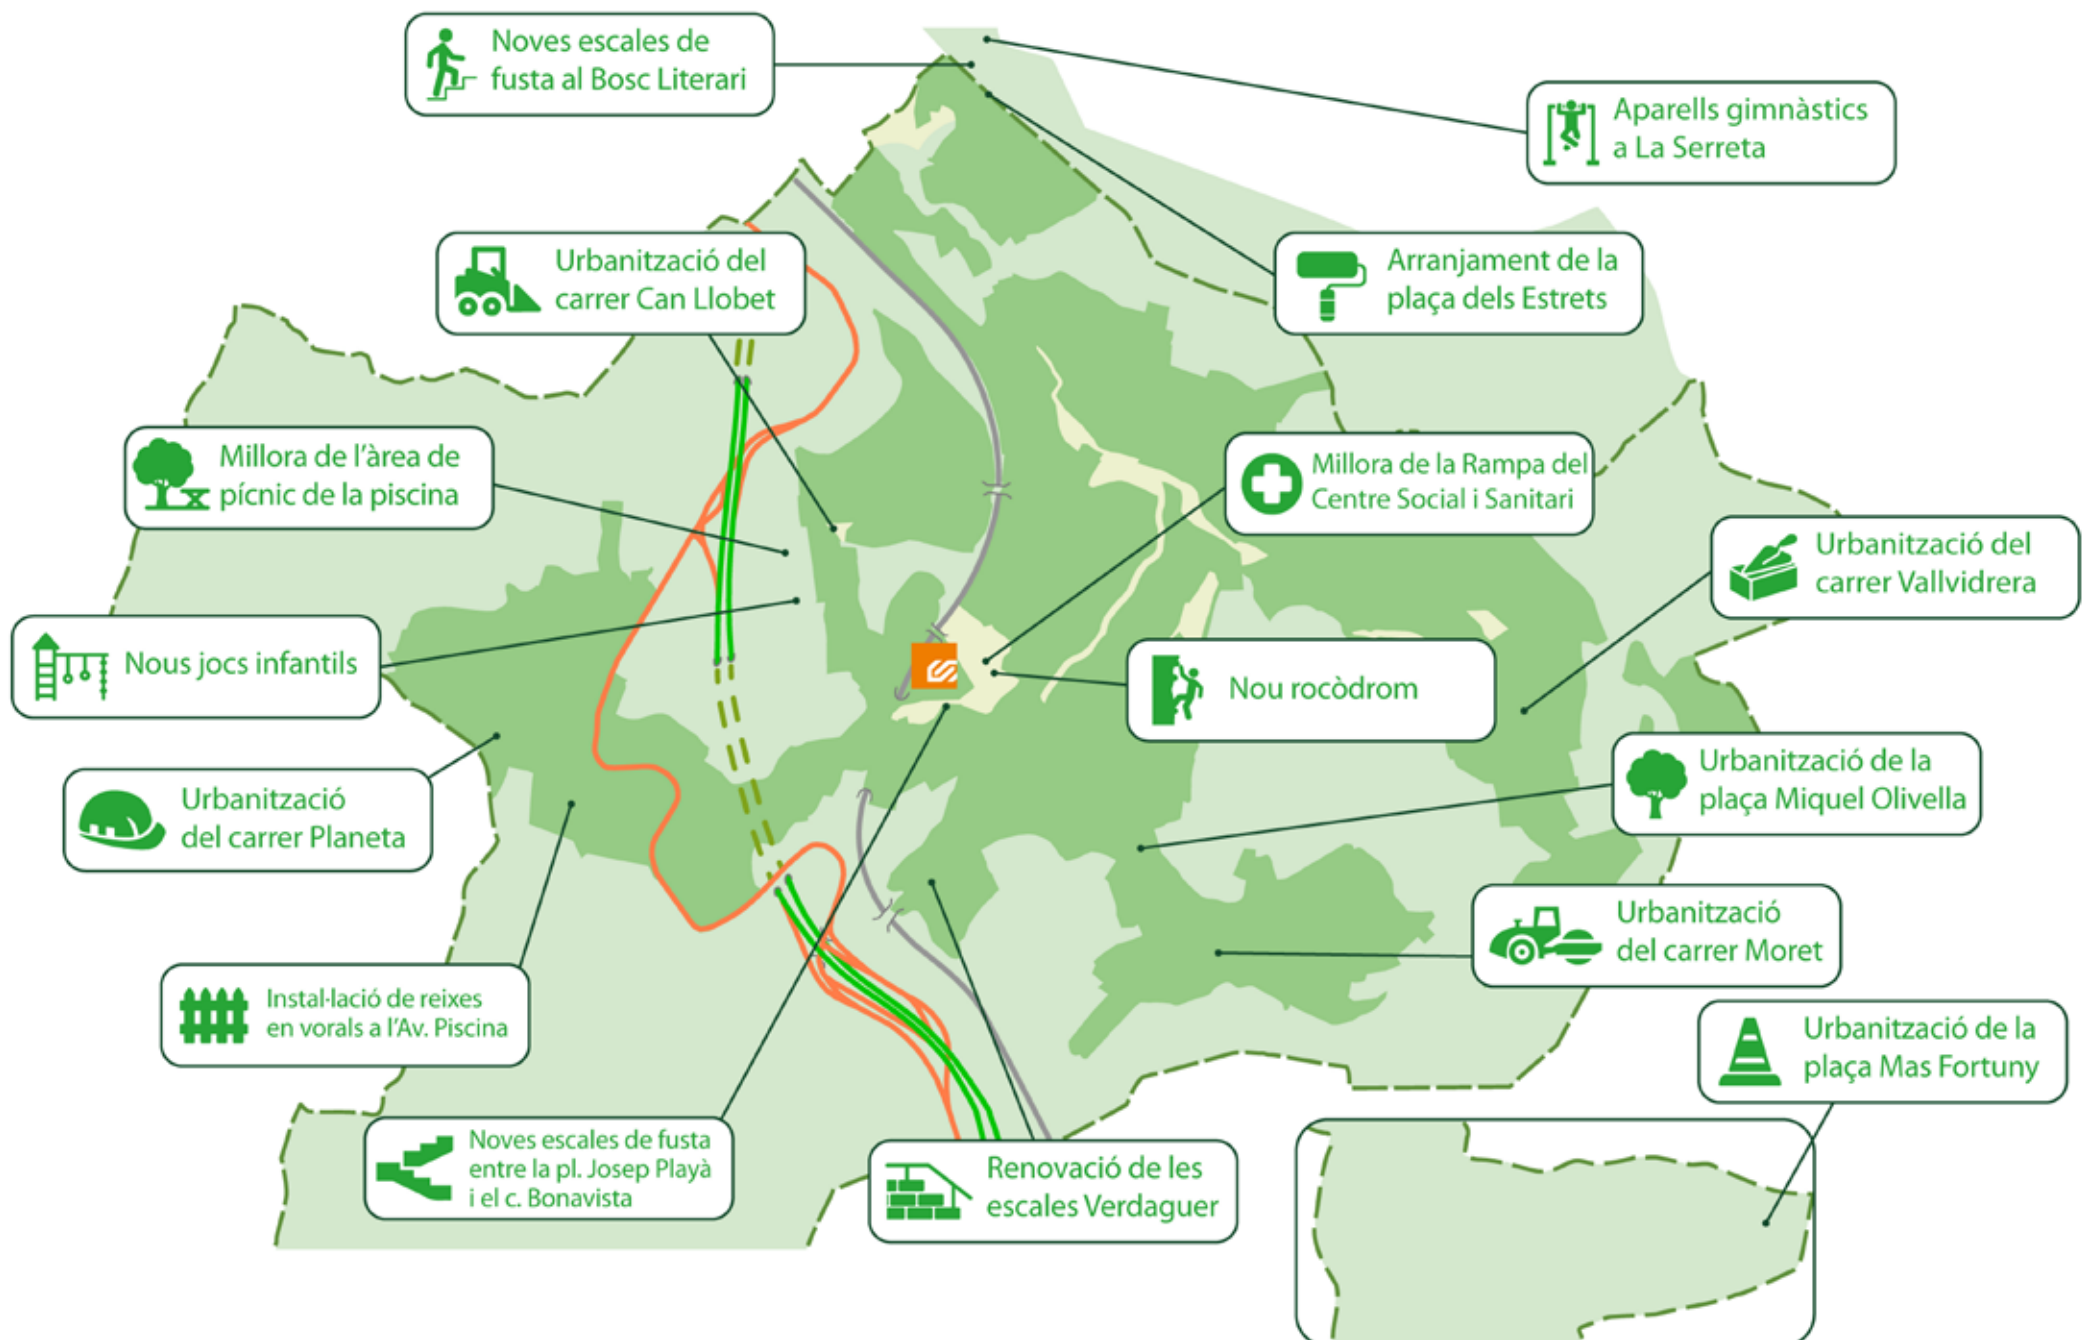 Noves escales de
fusta al Bosc Literari
Aparells gimnàstics
a La Serreta
Urbanització del
carrer Can Llobet
Arranjament de la
plaça dels Estrets
Millora de l'àrea de
pícnic de la piscina
Millora de la Rampa del
Centre Social i Sanitari
Urbanització del
carrer Vallvidrera
Nous jocs infantils
Nou rocòdrom
Urbanització
del carrer Planeta
Urbanització de la
plaça Miquel Olivella
Urbanització
del carrer Moret
Instal·lació de reixes
en vorals a l'Av. Piscina
Urbanització de la
plaça Mas Fortuny
Noves escales de fusta
entre la pl. Josep Playà
i el c. Bonavista
Renovació de les
escales Verdaguer